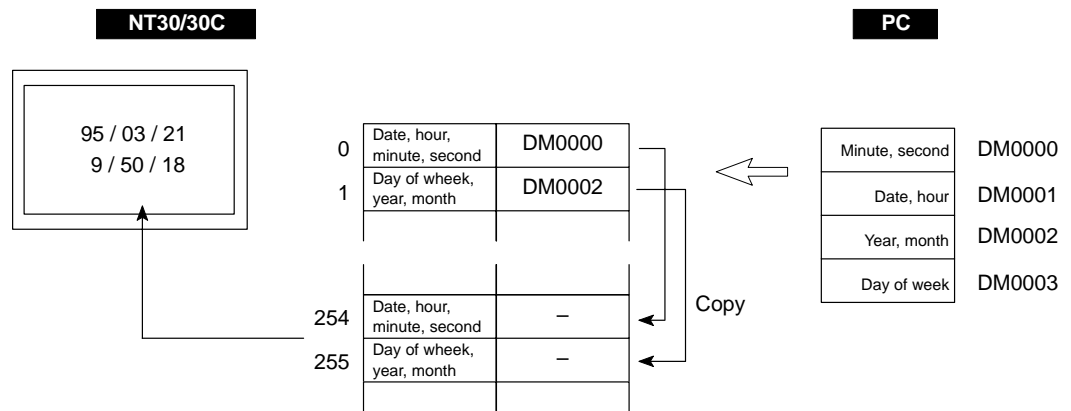 NT30/30C
PC
95 / 03 / 21
9 / 50 / 18
0
Date, hour,
minute, second
DM0000
1
Day of wheek,
year, month
DM0002
254
Date, hour,
minute, second
–
255
Day of wheek,
year, month
–
Copy
Minute, second
DM0000
Date, hour
DM0001
Year, month
DM0002
Day of week
DM0003